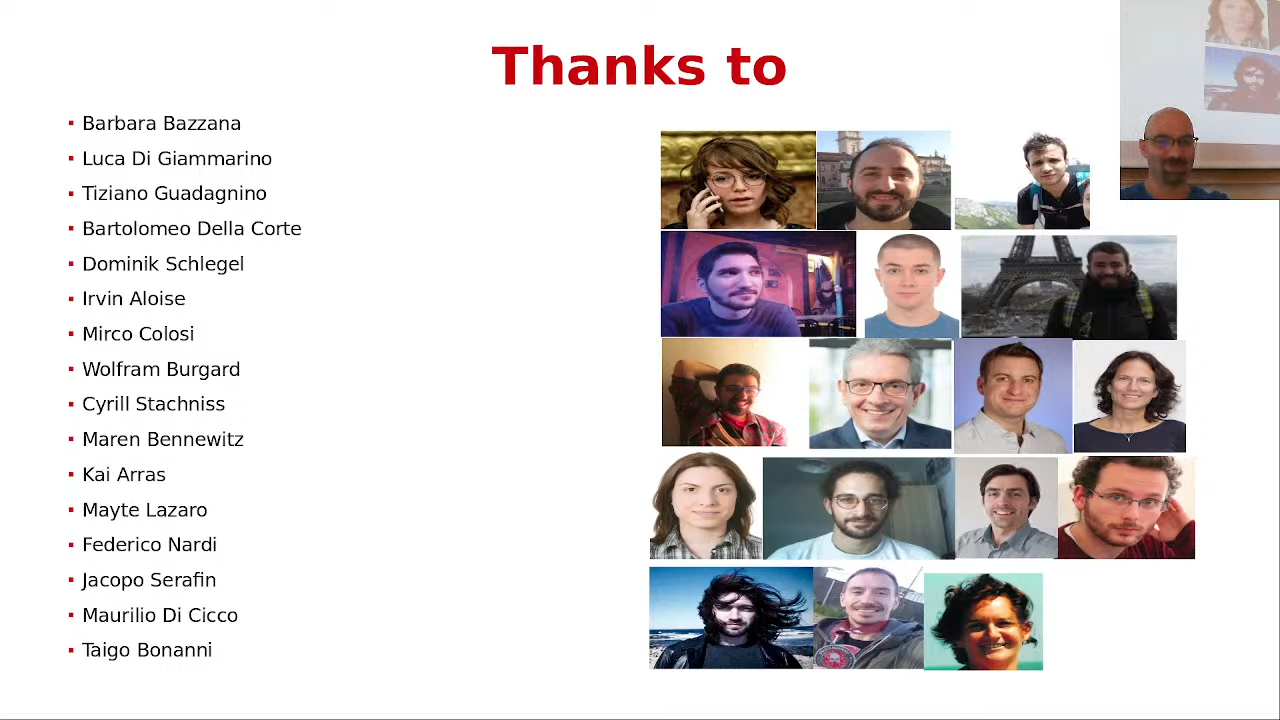 Thanks to
Barbara Bazzana
Luca Di Giammarino
Tiziano Guadagnino
Bartolomeo Della Corte
Dominik Schlegel
Irvin Aloise
Mirco Colosi
Wolfram Burgard
Cyrill Stachniss
Maren Bennewitz
Kai Arras
Mayte Lazaro
Federico Nardi
Jacopo Serafin
Maurilio Di Cicco
Taigo Bonanni